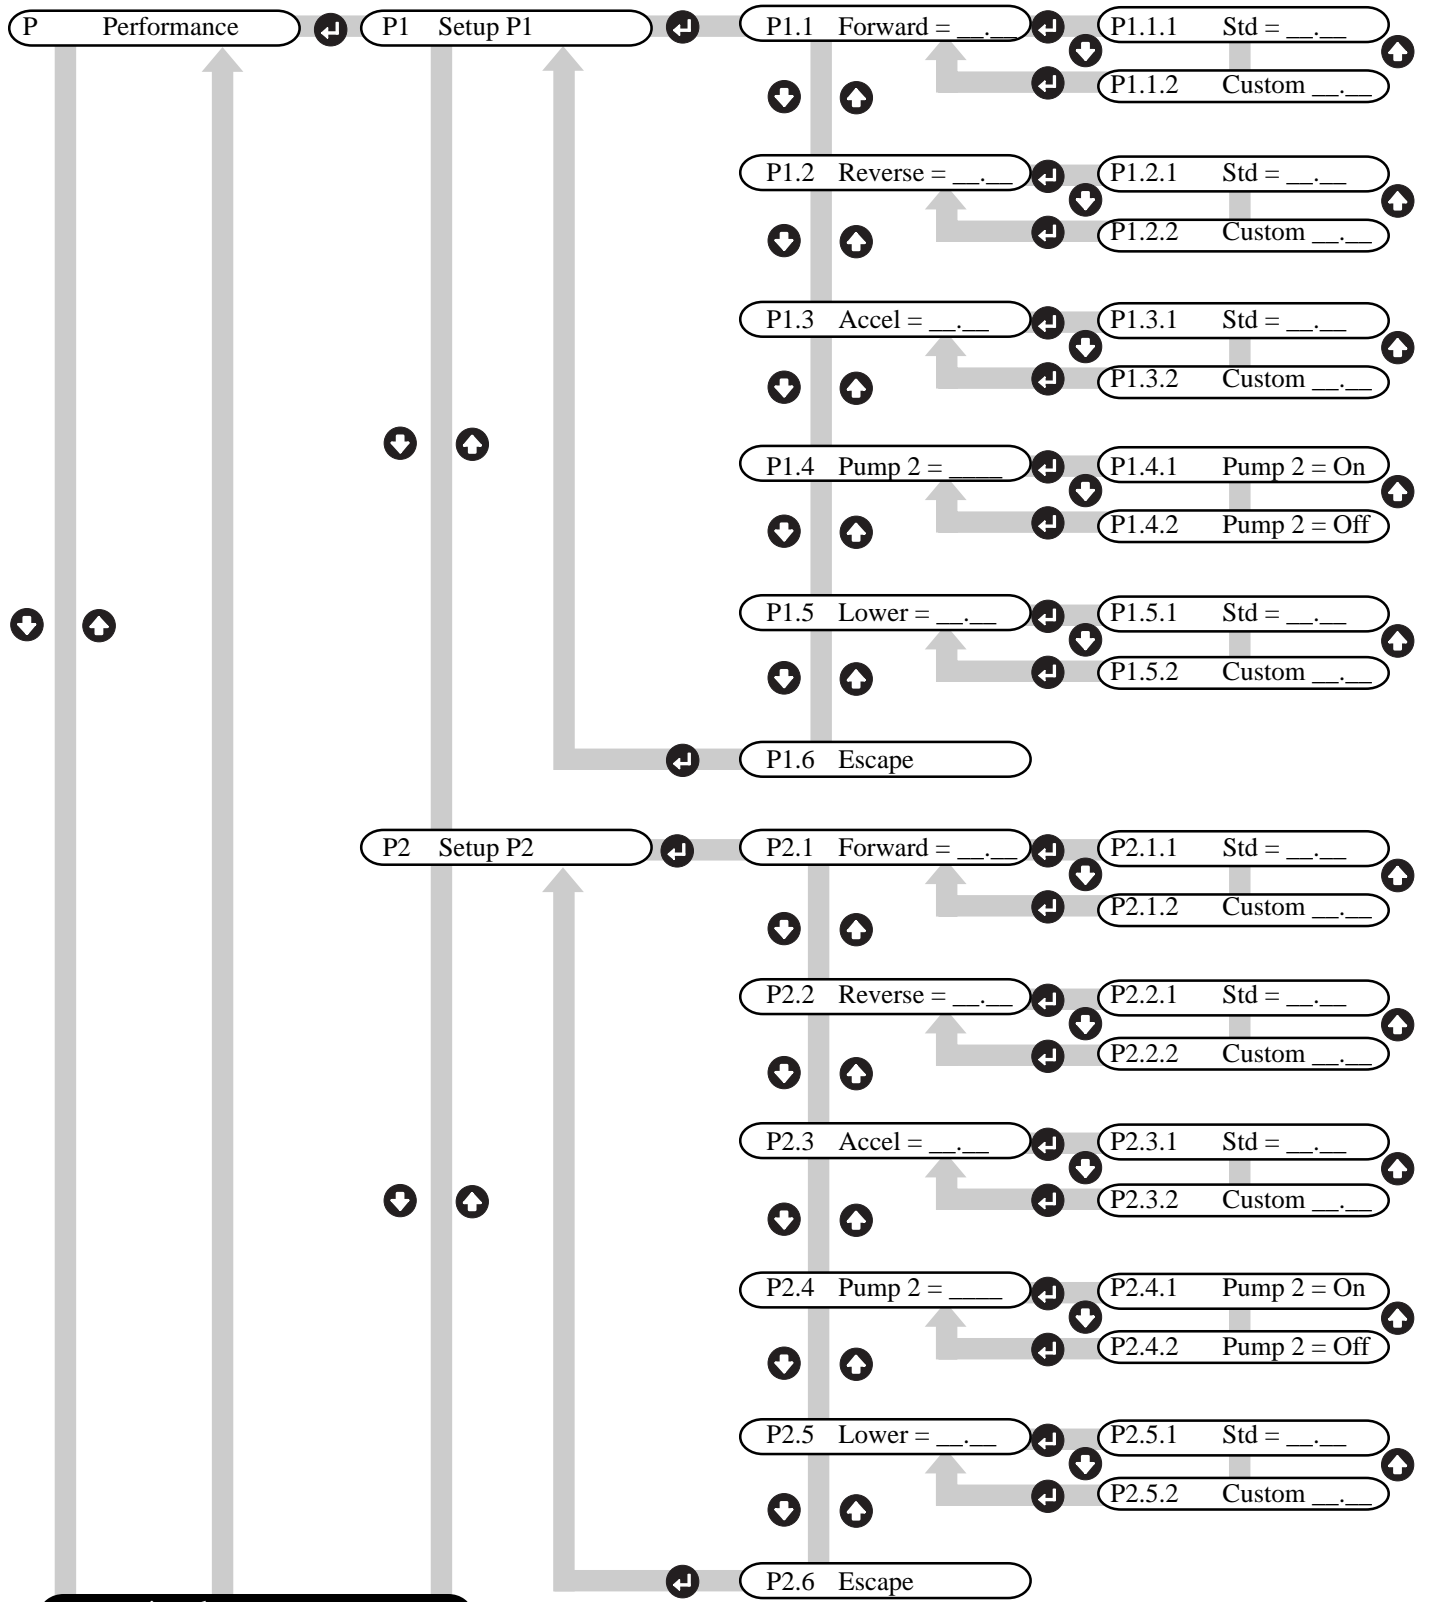 P Performance
P1 Setup P1
P1.1 Forward = __.__
P1.1.1 Std = __.__
P1.1.2 Custom __.__
P1.2 Reverse = __.__
P1.2.1 Std = __.__
P1.2.2 Custom __.__
P1.3 Accel = __.__
P1.3.1 Std = __.__
P1.3.2 Custom __.__
P1.4 Pump 2 = ____
P1.4.1 Pump 2 = On
P1.4.2 Pump 2 = Off
P1.5 Lower = __.__
P1.5.1 Std = __.__
P1.5.2 Custom __.__
P1.6 Escape
P2 Setup P2
P2.1 Forward = __.__
P2.1.1 Std = __.__
P2.1.2 Custom __.__
P2.2 Reverse = __.__
P2.2.1 Std = __.__
P2.2.2 Custom __.__
P2.3 Accel = __.__
P2.3.1 Std = __.__
P2.3.2 Custom __.__
P2.4 Pump 2 = ____
P2.4.1 Pump 2 = On
P2.4.2 Pump 2 = Off
P2.5 Lower = __.__
P2.5.1 Std = __.__
P2.5.2 Custom __.__
P2.6 Escape